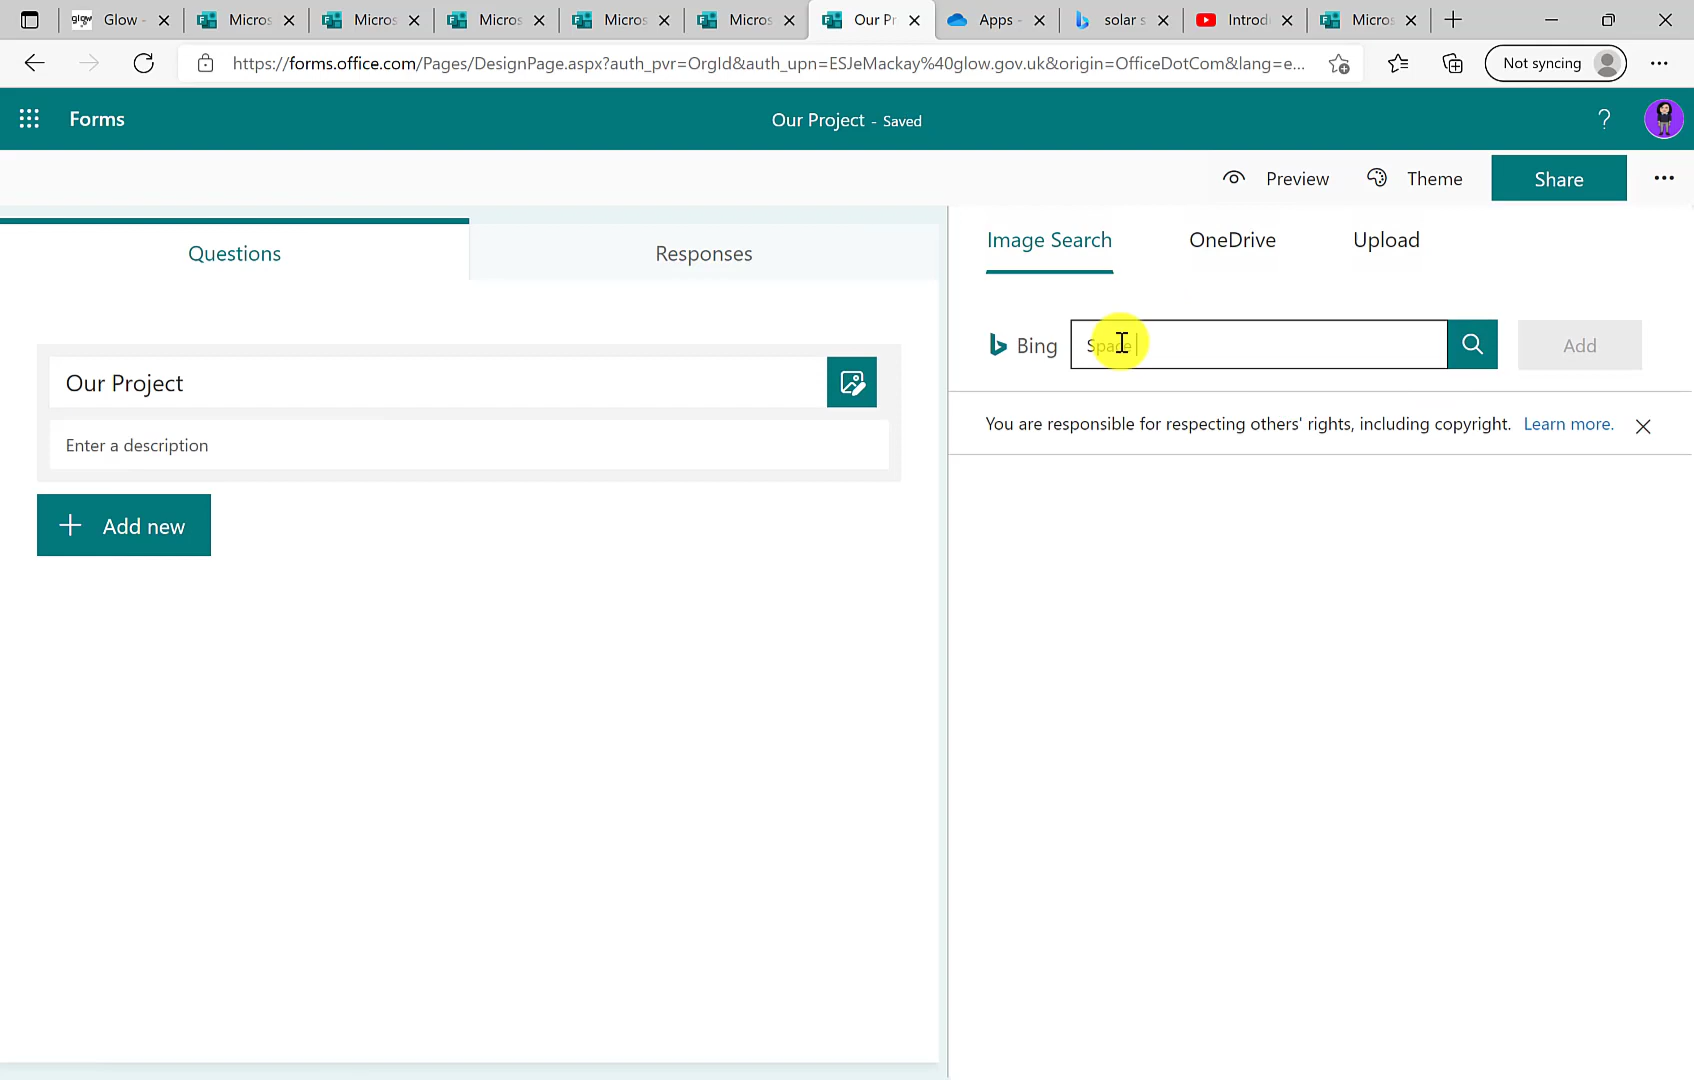 glow Glow - Micros Micros Micros Micros Micros Our Pr Apps - solar s Introd Micros
https://forms.office.com/Pages/DesignPage.aspx?auth_pvr=OrgId&auth_upn=ESJeMackay%40glow.gov.uk&origin=OfficeDotCom&lang=e... Not syncing
Forms Our Project - Saved ?
Preview Theme Share
Questions Responses Image Search OneDrive Upload
Bing Space Add
Our Project
You are responsible for respecting others' rights, including copyright. Learn more.
Enter a description
Add new